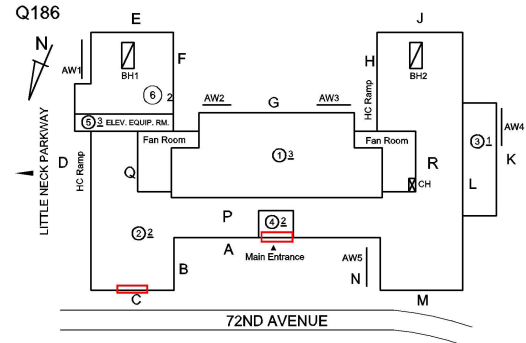 Q186
E
J
N
F
H
AW1
BH1
BH2
6 2
AW2
G
AW3
HC Ramp
5 3 ELEV. EQUIP. RM.
Fan Room
Fan Room
AW4
3 1
K
LITTLE NECK PARKWAY
D
HC Ramp
Q
1 3
R
L
CH
P
4 2
2 2
A
Main Entrance
B
AW5
N
C
M
72ND AVENUE